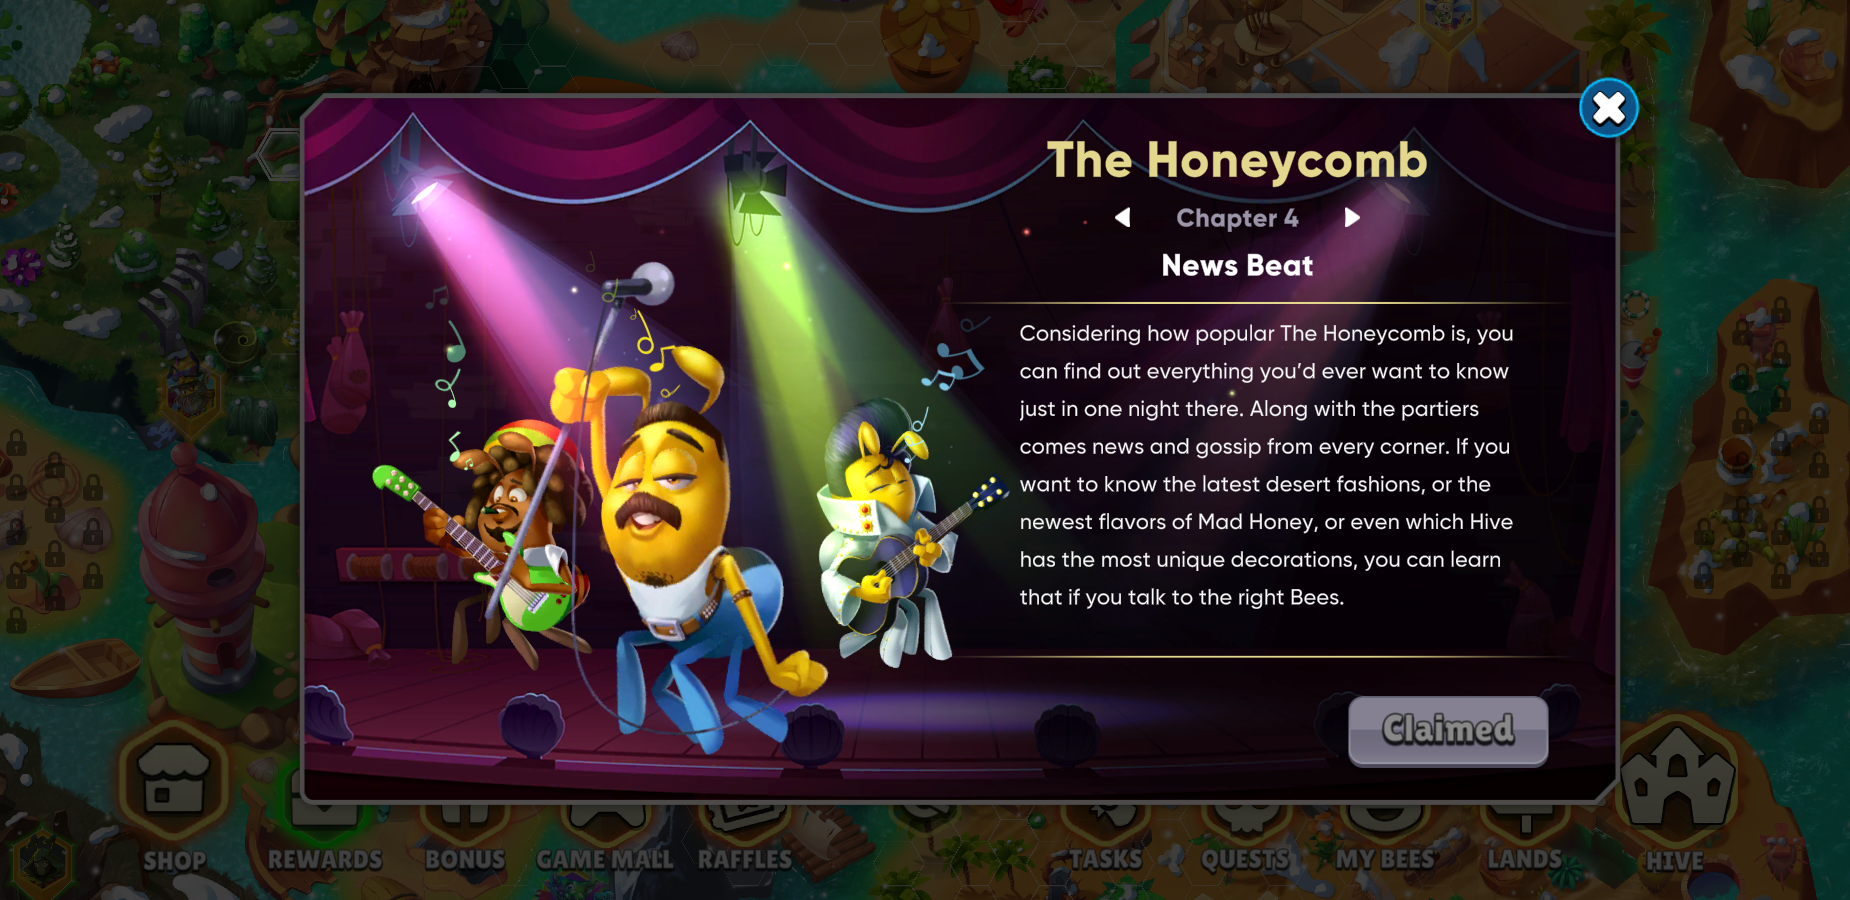 The Honeycomb
Chapter 4
News Beat
Considering how popular The Honeycomb is, you
can find out everything you’d ever want to know
just in one night there. Along with the partiers
comes news and gossip from every corner. If you
want to know the latest desert fashions, or the
newest flavors of Mad Honey, or even which Hive
has the most unique decorations, you can learn
that if you talk to the right Bees.
Claimed
SHOP
REWARDS
BONUS
GAME MALL
RAFFLES
TASKS
QUESTS
MY BEES
LANDS
HIVE